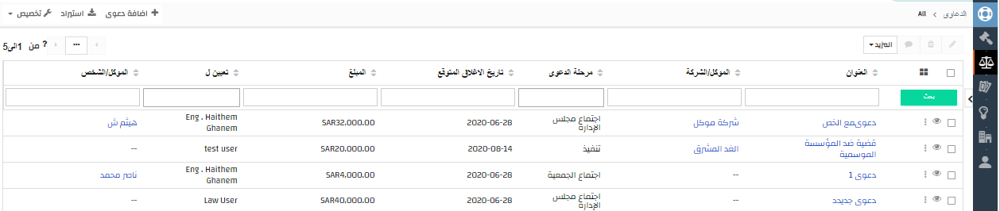 الدعاوى > All
+ اضافة دعوى استيراد تخصيص
المزيد
... ? من 1الى5
العنوان الموكل/الشركة مرحلة الدعوى تاريخ الاغلاق المتوقع المبلغ تعيين ل الموكل/الشخص
بحث
دعوىمع الخص شركة موكل اجتماع مجلس الإدارة 2020-06-28 SAR32,000.00 Eng . Haithem Ghanem هيثم ش
قضية ضد المؤسسة الموسمية الغد المشرق تنفيذ 2020-08-14 SAR20,000.00 test user --
دعوى 1 -- اجتماع الجمعية 2020-06-28 SAR4,000.00 Eng . Haithem Ghanem ناصر محمد
دعوى جديدد -- اجتماع مجلس الإدارة 2020-06-28 SAR40,000.00 Law User --